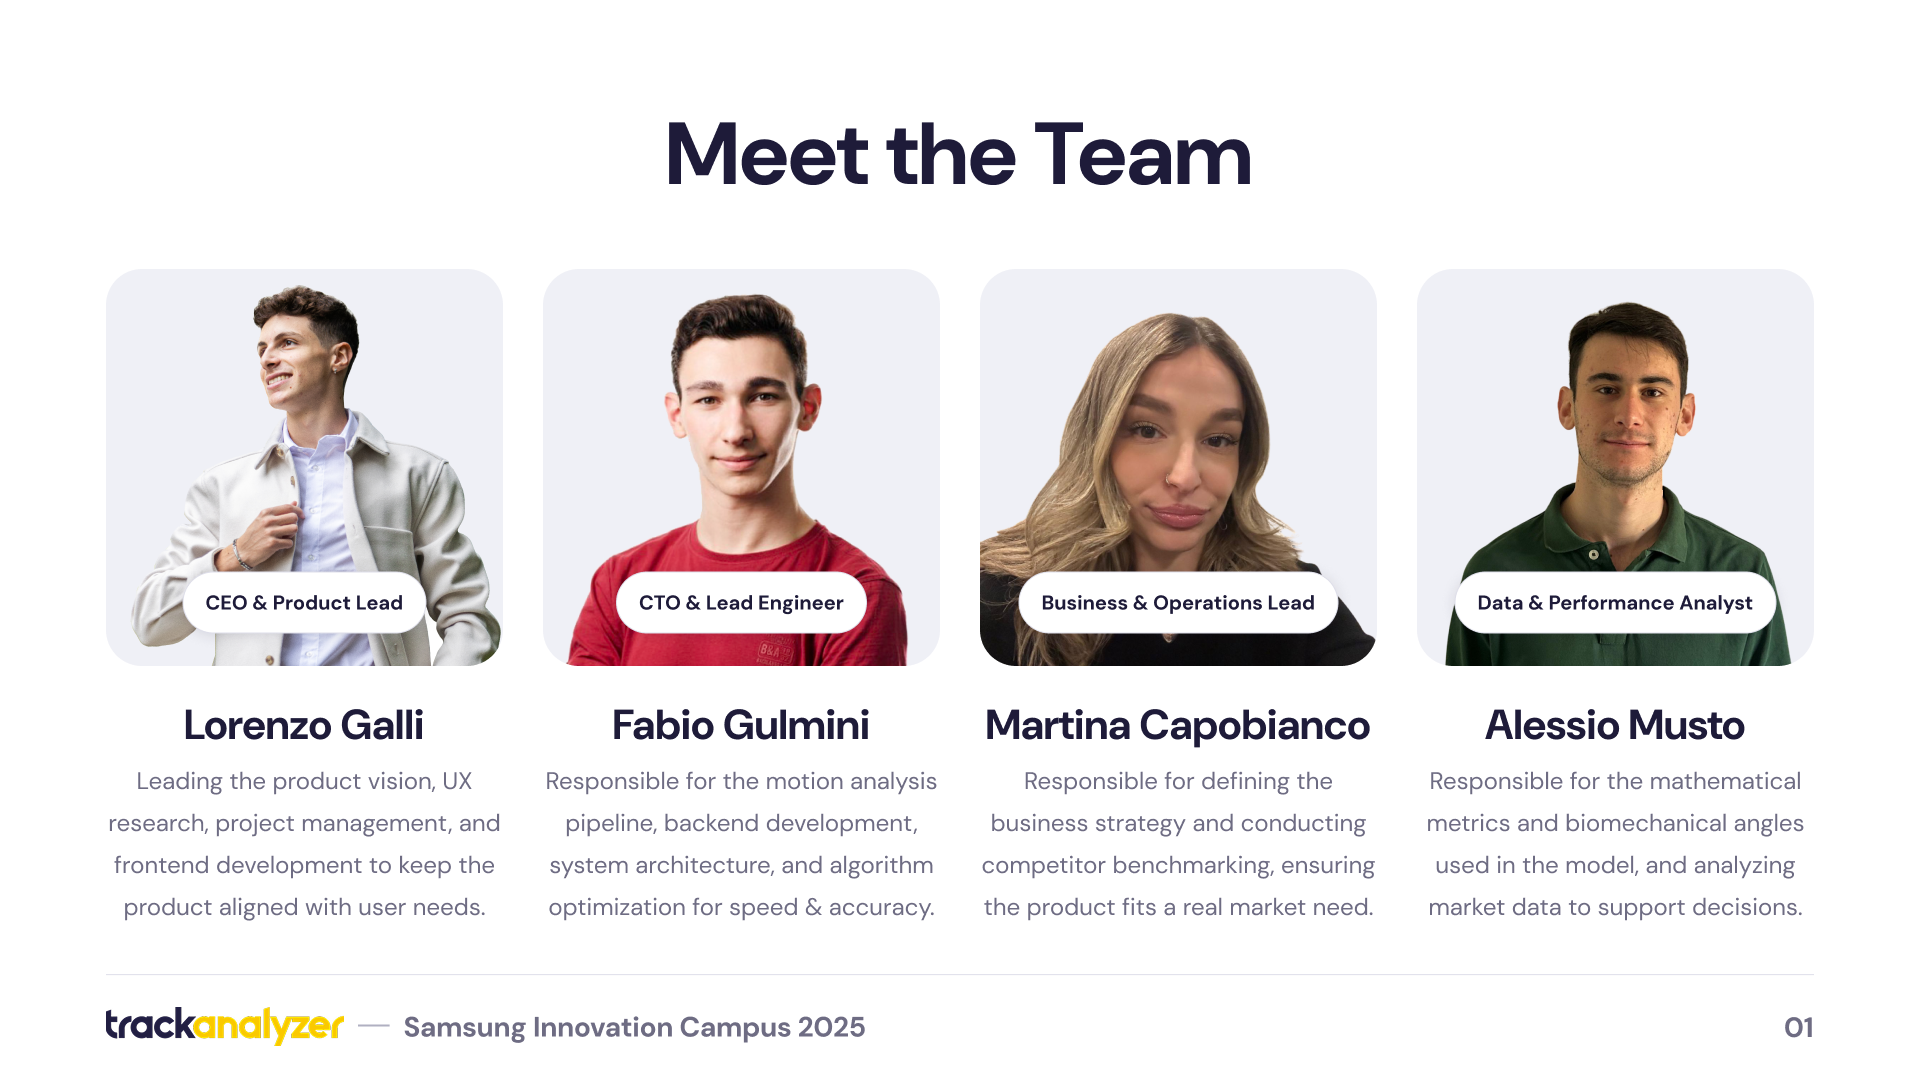 Meet the Team
CEO & Product Lead
CTO & Lead Engineer
Business & Operations Lead
Data & Performance Analyst
Lorenzo Galli
Leading the product vision, UX
research, project management, and
frontend development to keep the
product aligned with user needs.
Fabio Gulmini
Responsible for the motion analysis
pipeline, backend development,
system architecture, and algorithm
optimization for speed & accuracy.
Martina Capobianco
Responsible for defining the
business strategy and conducting
competitor benchmarking, ensuring
the product fits a real market need.
Alessio Musto
Responsible for the mathematical
metrics and biomechanical angles
used in the model, and analyzing
market data to support decisions.
trackanalyzer — Samsung Innovation Campus 2025
01